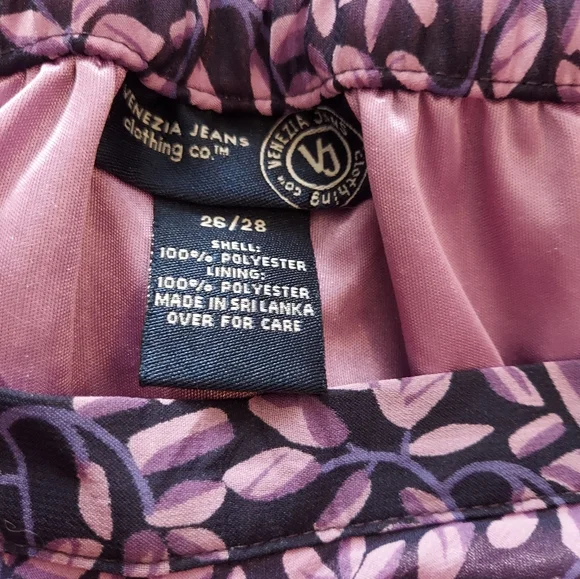 VENEZIA JEANS
clothing co.™
VENEZIA JEANS clothing co™
VJ
26/28
SHELL:
100% POLYESTER
LINING:
100% POLYESTER
MADE IN SRI LANKA
OVER FOR CARE